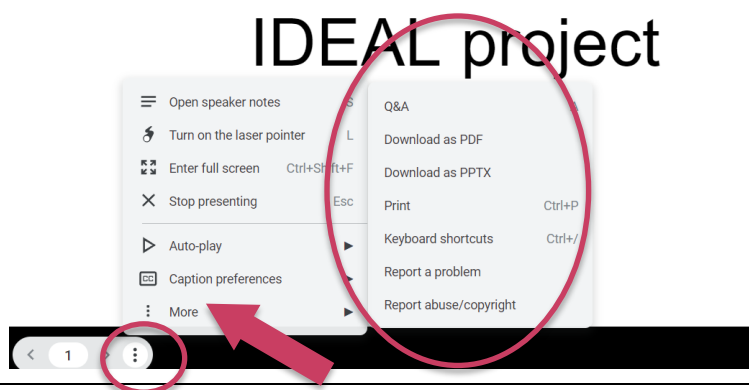 IDEAL project
Open speaker notes S
Turn on the laser pointer L
Enter full screen Ctrl+Shift+F
Stop presenting Esc
Auto-play
CC Caption preferences
More
Q&A A
Download as PDF
Download as PPTX
Print Ctrl+P
Keyboard shortcuts Ctrl+/
Report a problem
Report abuse/copyright
1